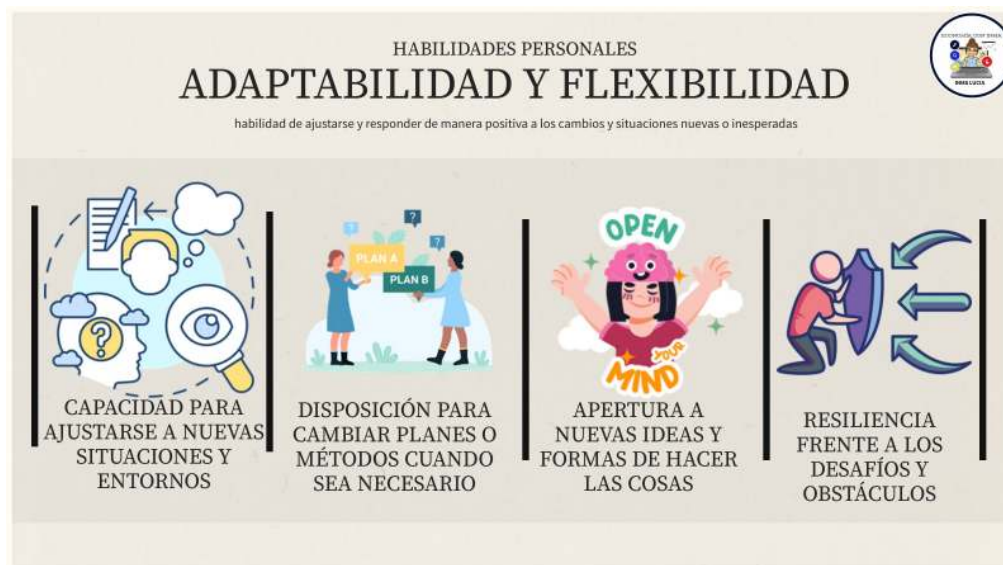 HABILIDADES PERSONALES
ADAPTABILIDAD Y FLEXIBILIDAD
habilidad de ajustarse y responder de manera positiva a los cambios y situaciones nuevas o inesperadas
INES LUCIA
?
CAPACIDAD PARA
AJUSTARSE A NUEVAS
SITUACIONES Y
ENTORNOS
?
?
?
PLAN A
PLAN B
DISPOSICIÓN PARA
CAMBIAR PLANES O
MÉTODOS CUANDO
SEA NECESARIO
OPEN
YOUR
MIND
APERTURA A
NUEVAS IDEAS Y
FORMAS DE HACER
LAS COSAS
RESILIENCIA
FRENTE A LOS
DESAFÍOS Y
OBSTÁCULOS